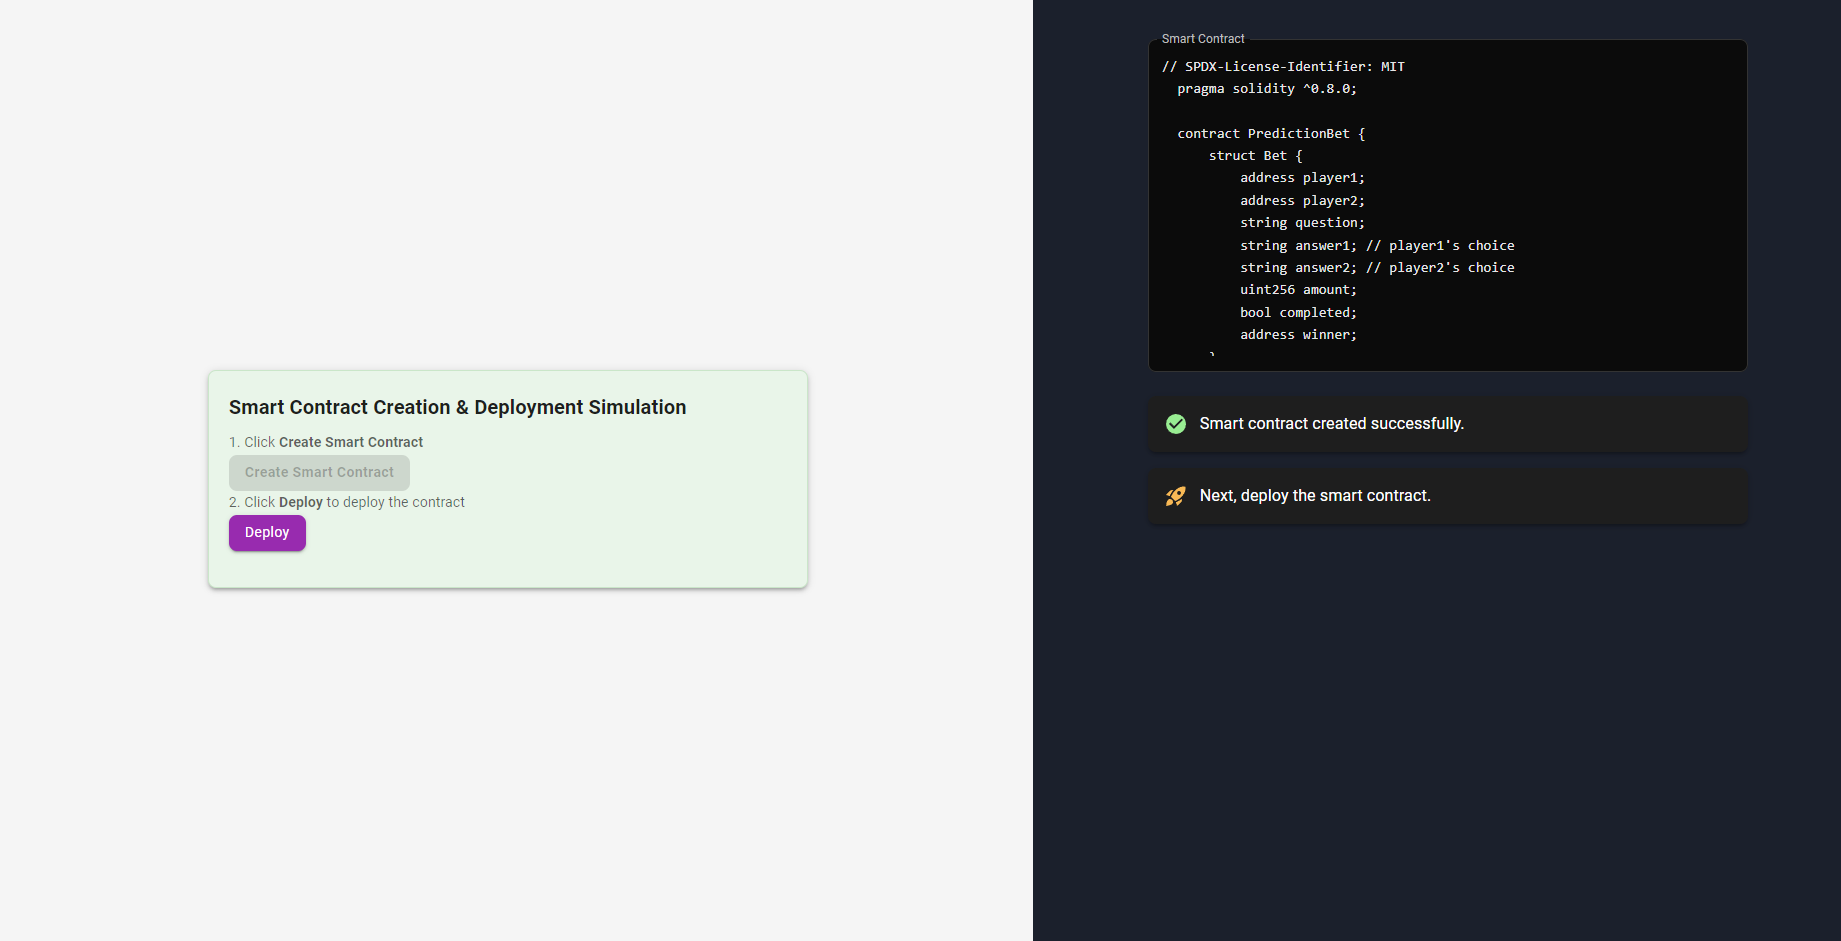 Smart Contract Creation & Deployment Simulation
1. Click Create Smart Contract
Create Smart Contract
2. Click Deploy to deploy the contract
Deploy
Smart Contract
// SPDX-License-Identifier: MIT
pragma solidity ^0.8.0;
contract PredictionBet {
struct Bet {
address player1;
address player2;
string question;
string answer1; // player1's choice
string answer2; // player2's choice
uint256 amount;
bool completed;
address winner;
Smart contract created successfully.
Next, deploy the smart contract.